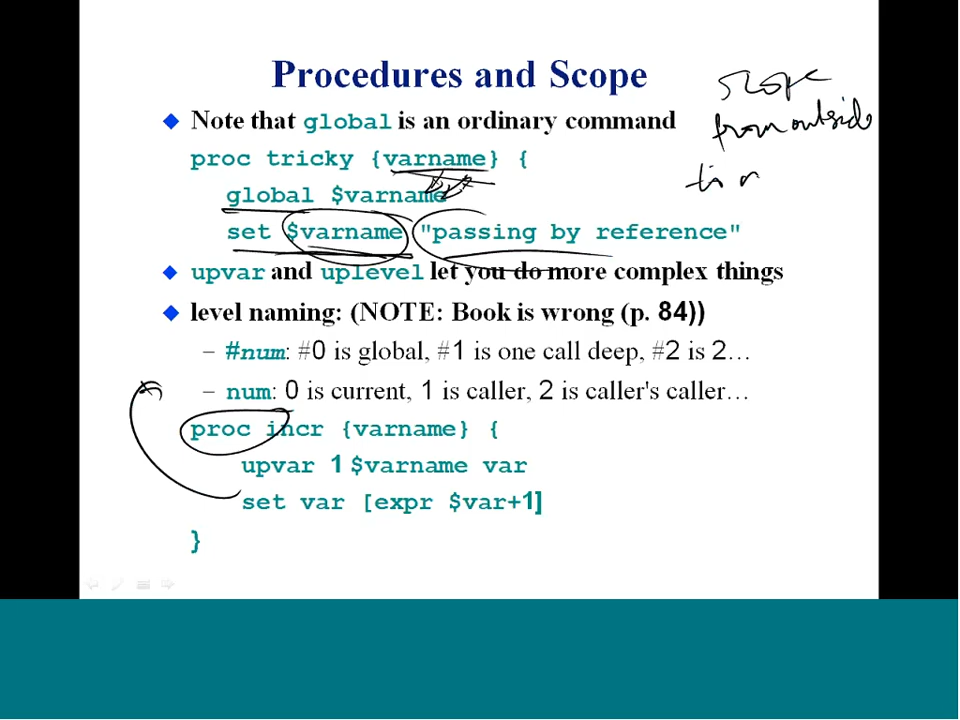 Procedures and Scope
Note that global is an ordinary command
proc tricky {varname} {
global $varname
set $varname "passing by reference"
upvar and uplevel let you do more complex things
level naming: (NOTE: Book is wrong (p. 84))
– #num: #0 is global, #1 is one call deep, #2 is 2…
– num: 0 is current, 1 is caller, 2 is caller's caller…
proc incr {varname} {
upvar 1 $varname var
set var [expr $var+1]
}
scope
from outside